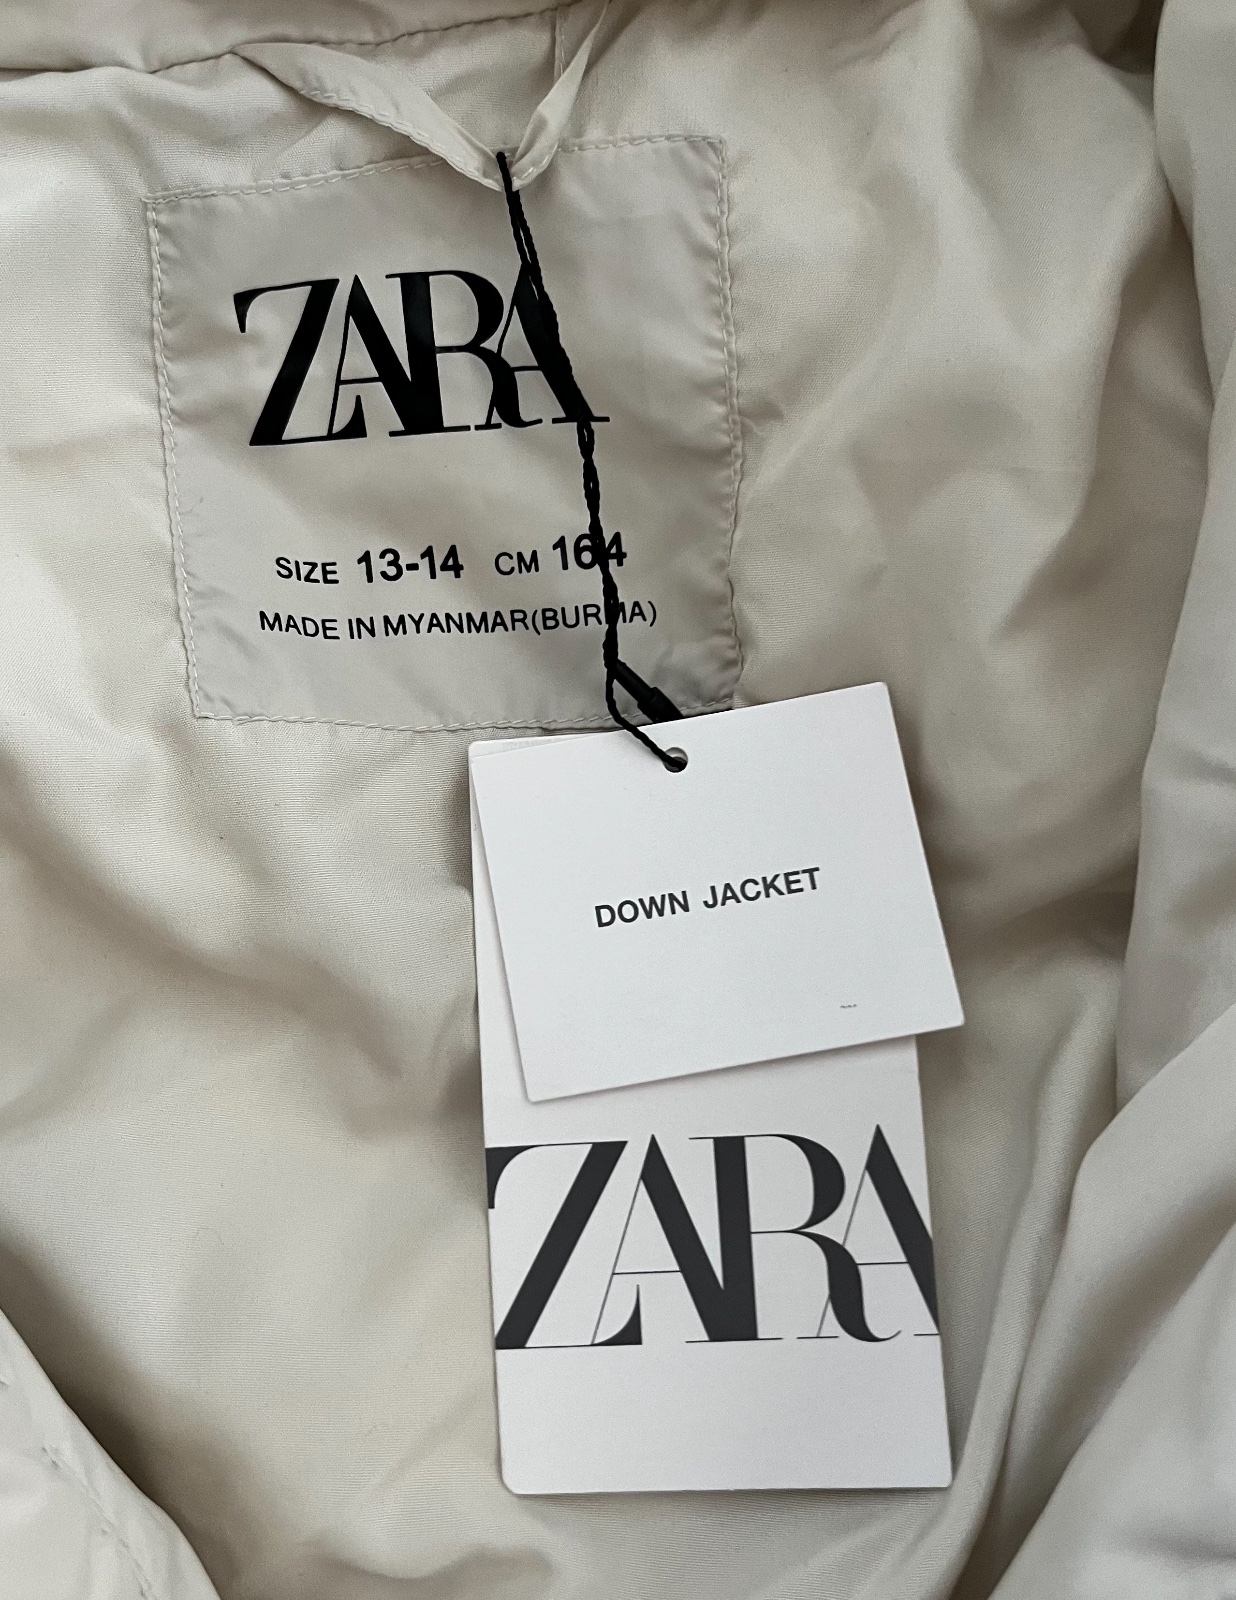 ZARA
SIZE 13-14 CM 164
MADE IN MYANMAR(BURMA)
DOWN JACKET
ZARA